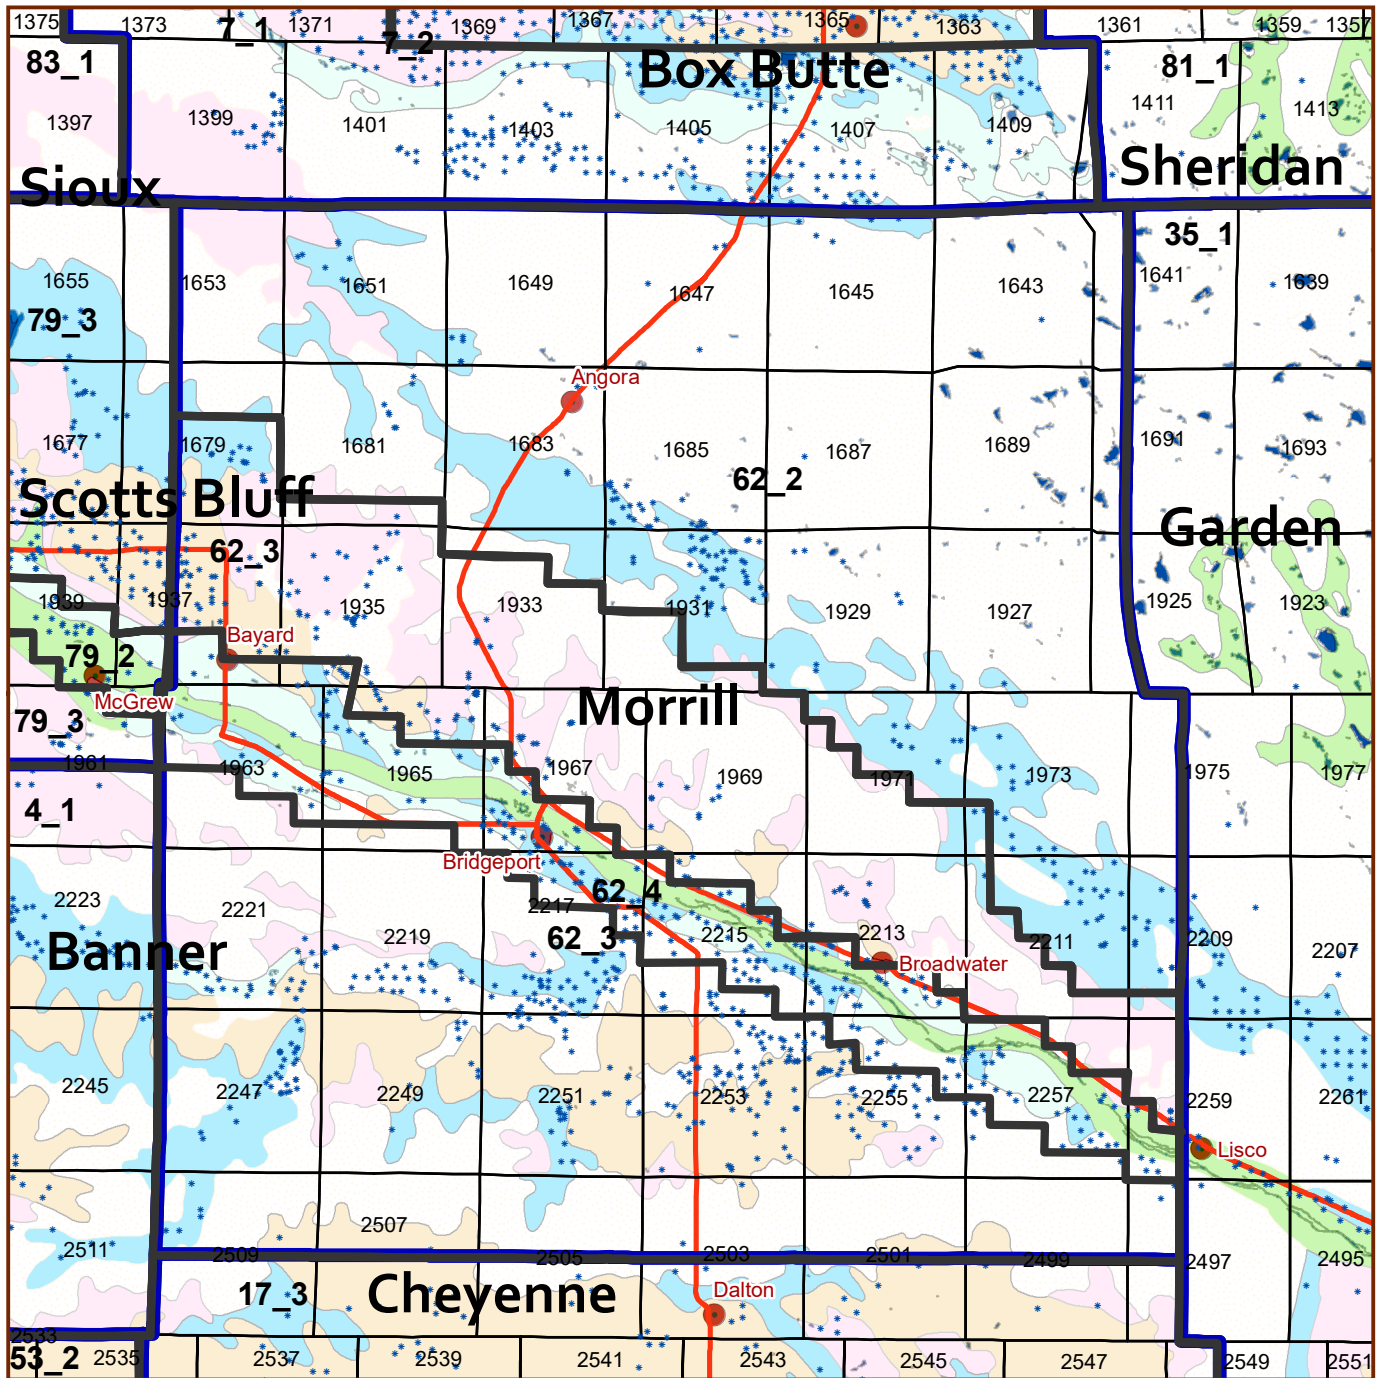 1375 1373 7_1 1371 7_2 1369 1367 1365 1363 1361 1359 1357
83_1 Box Butte 81_1
1397 1399 1401 1403 1405 1407 1409 1411 1413
Sioux Sheridan
35_1
1655 1653 1651 1649 1647 1645 1643 1641 1639
79_3
Angora
1677 1679 1681 1683 1685 1687 1689 1691 1693
62_2
Scotts Bluff Garden
62_3
1939 1937 1935 1933 1931 1929 1927 1925 1923
Bayard
79_2
McGrew Morrill
79_3
1961 1963 1965 1967 1969 1971 1973 1975 1977
4_1
Bridgeport
62_4
2223 2221 2219 2217 2215 2213 2211 2209 2207
62_3
Banner Broadwater
2245 2247 2249 2251 2253 2255 2257 2259 2261
Lisco
2511 2509 2507 2505 2503 2501 2499 2497 2495
17_3 Cheyenne Dalton
2533
53_2 2535 2537 2539 2541 2543 2545 2547 2549 2551